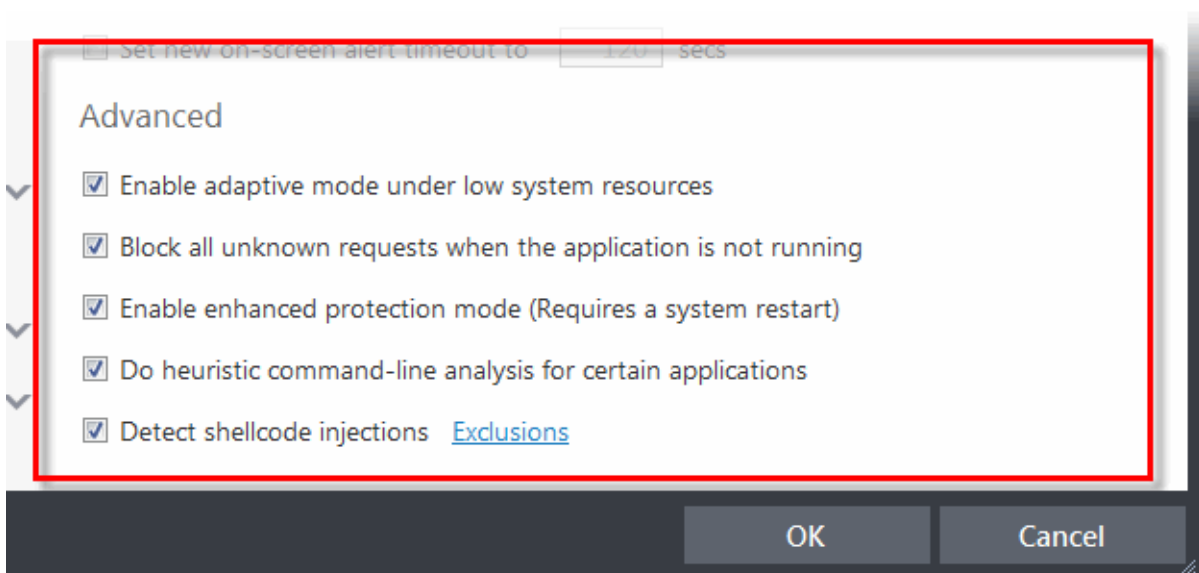 Set new on-screen alert timeout to 120 secs
Advanced
Enable adaptive mode under low system resources
Block all unknown requests when the application is not running
Enable enhanced protection mode (Requires a system restart)
Do heuristic command-line analysis for certain applications
Detect shellcode injections Exclusions
OK Cancel